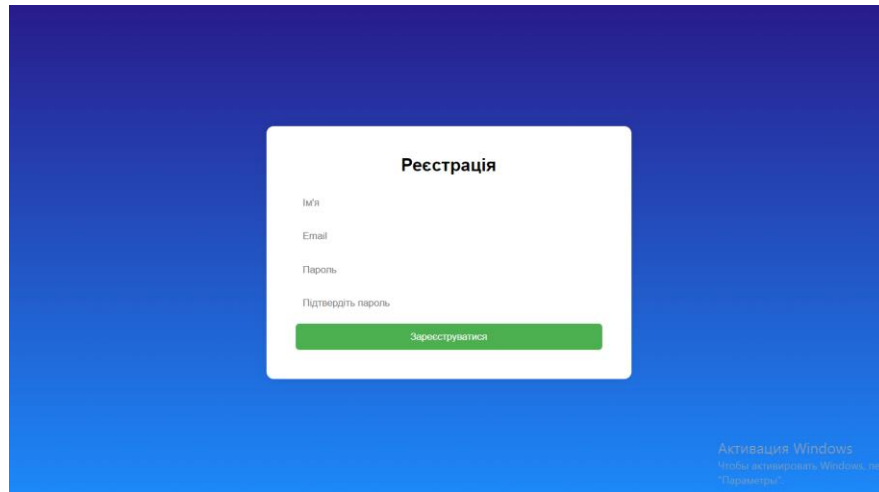 Реєстрація
Ім'я
Email
Пароль
Підтвердіть пароль
Зареєструватися
Активация Windows
Чтобы активировать Windows,
"Параметры".